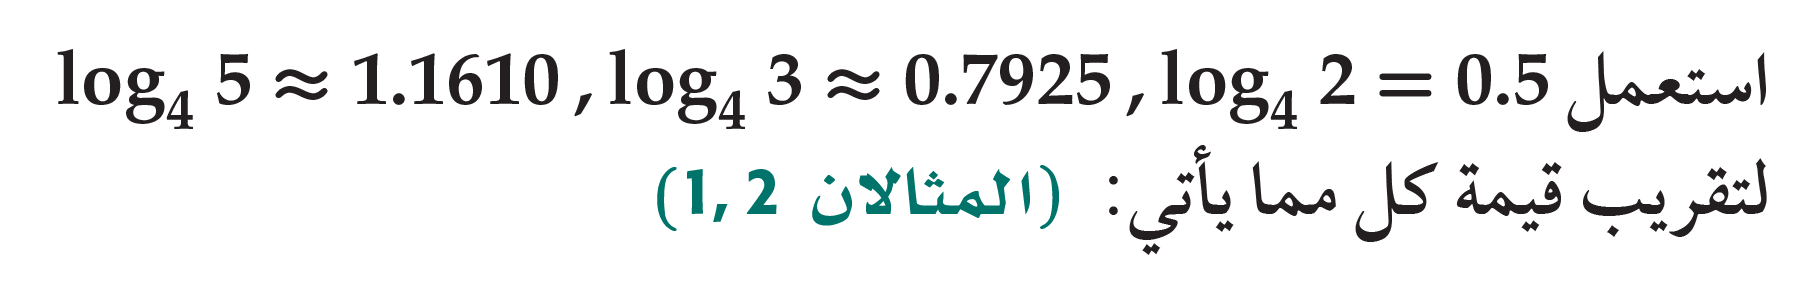 استعمل log₄ 5 ≈ 1.1610 , log₄ 3 ≈ 0.7925 , log₄ 2 = 0.5
لتقريب قيمة كل مما يأتي: (المثالان 1, 2)